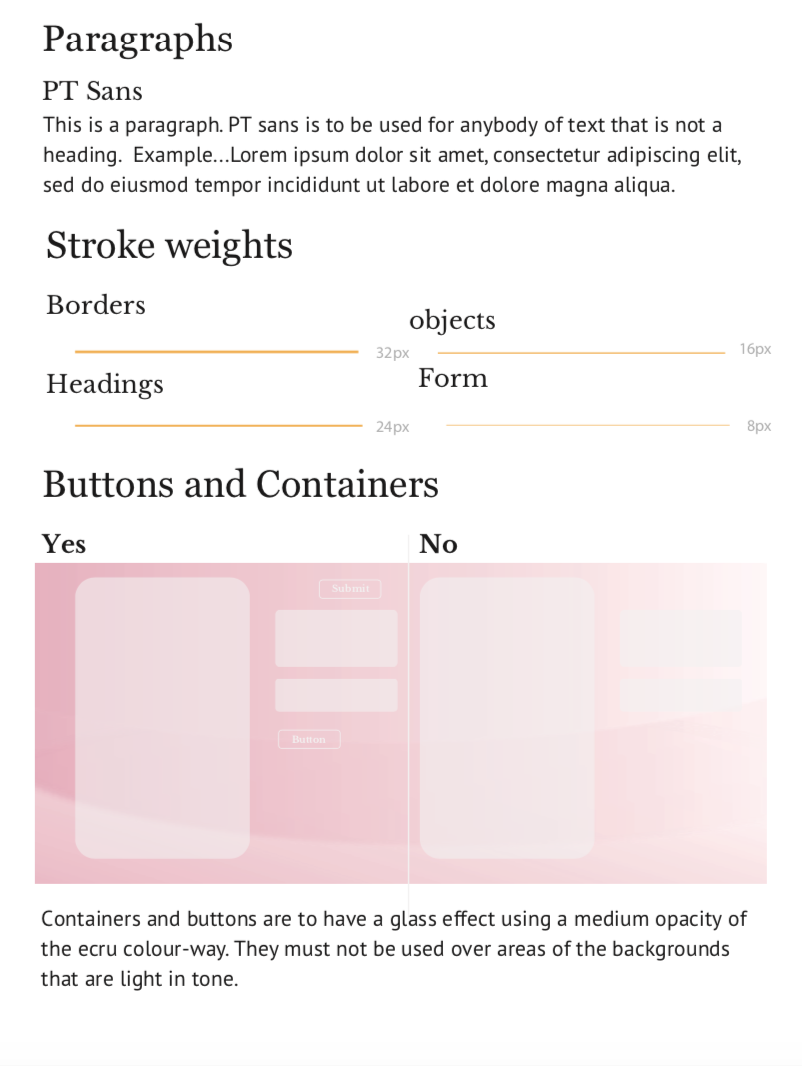 Paragraphs
PT Sans
This is a paragraph. PT sans is to be used for anybody of text that is not a
heading.  Example...Lorem ipsum dolor sit amet, consectetur adipiscing elit,
sed do eiusmod tempor incididunt ut labore et dolore magna aliqua.
Stroke weights
Borders
32px
objects
16px
Headings
24px
Form
8px
Buttons and Containers
Yes
No
Submit
Button
Containers and buttons are to have a glass effect using a medium opacity of
the ecru colour-way. They must not be used over areas of the backgrounds
that are light in tone.